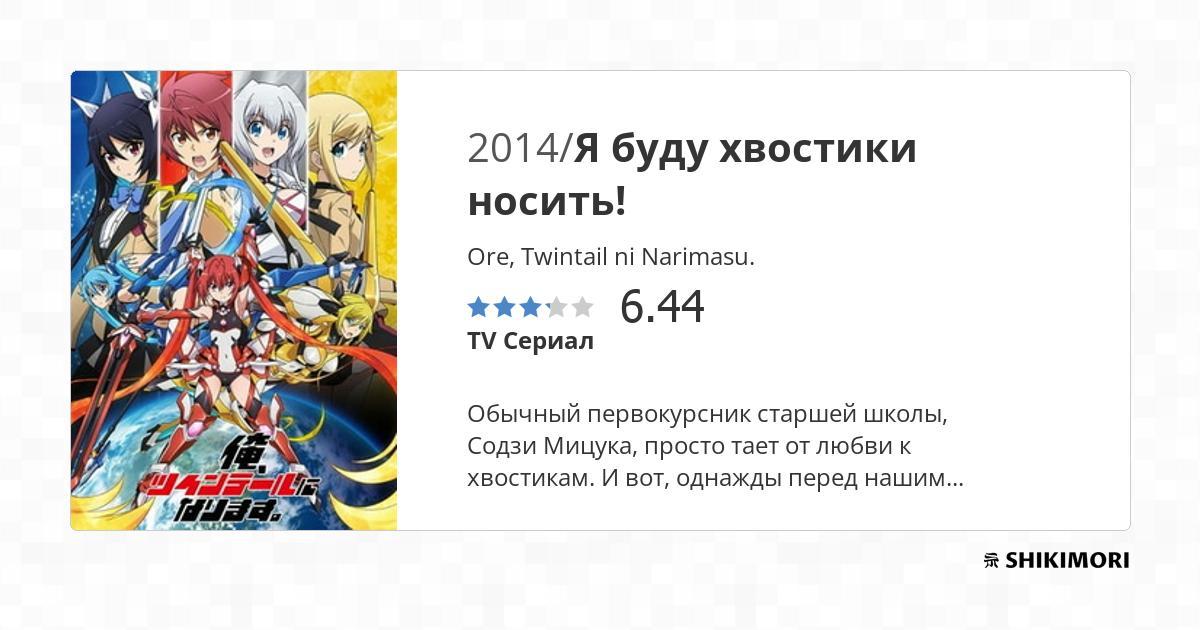 2014/Я буду хвостики
носить!
Ore, Twintail ni Narimasu.
6.44
TV Сериал
Обычный первокурсник старшей школы,
Содзи Мицука, просто тает от любви к
хвостикам. И вот, однажды перед нашим...
俺、
ツインテールに
なります。
SHIKIMORI